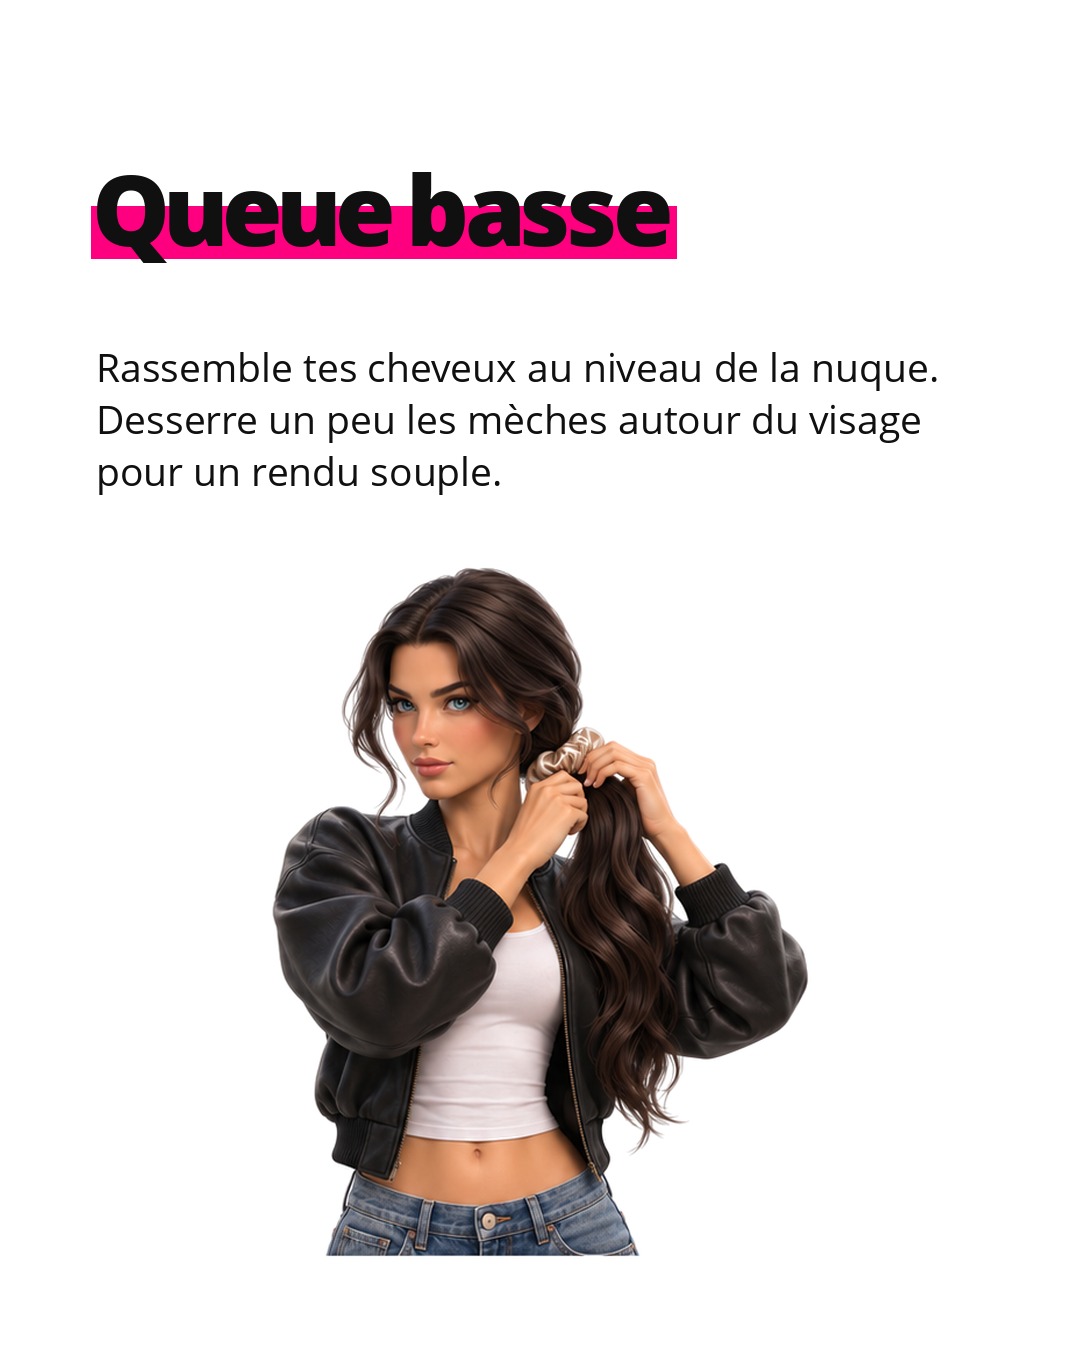 Queue basse
Rassemble tes cheveux au niveau de la nuque.
Desserre un peu les mèches autour du visage
pour un rendu souple.